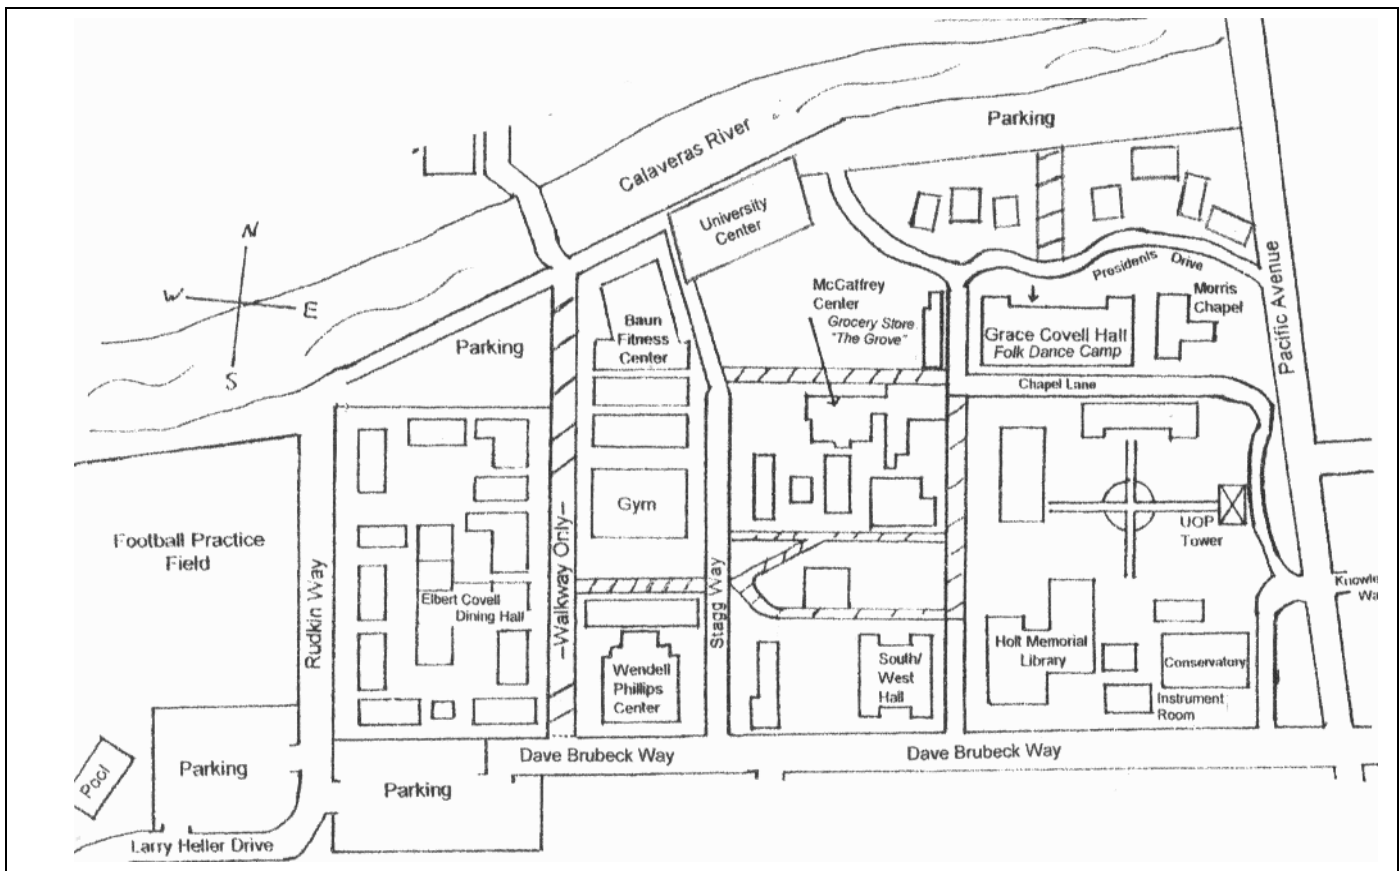 Parking
Calaveras River
University
Center
N
W
E
S
Presidents Drive
Pacific Avenue
McCaffrey
Center
Grocery Store
"The Grove"
Morris
Chapel
Baun
Fitness
Center
Parking
Grace Covell Hall
Folk Dance Camp
Chapel Lane
Gym
UOP
Tower
Football Practice
Field
–Walkway Only–
Stagg Way
Rudkin Way
Elbert Covell
Dining Hall
Holt Memorial
Library
Conservatory
Instrument
Room
South/
West
Hall
Wendell
Phillips
Center
Dave Brubeck Way
Dave Brubeck Way
Pool
Parking
Parking
Larry Heller Drive